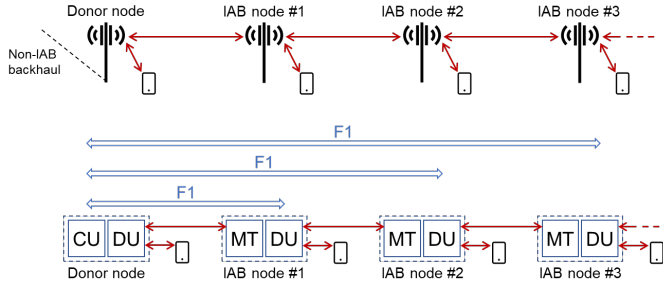 Donor node
IAB node #1
IAB node #2
IAB node #3
Non-IAB
backhaul
F1
F1
F1
CU DU
MT DU
MT DU
MT DU
Donor node
IAB node #1
IAB node #2
IAB node #3